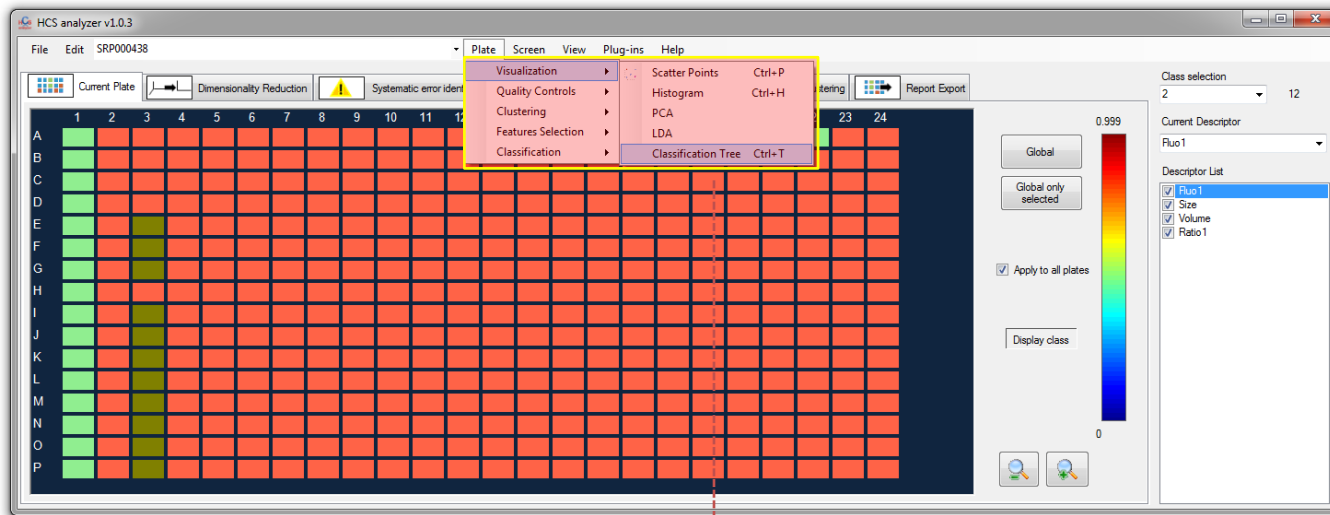 HCS analyzer v1.0.3
File Edit SRP000438 Plate Screen View Plug-ins Help
Visualization
Quality Controls
Clustering
Features Selection
Classification
Scatter Points Ctrl+P
Histogram Ctrl+H
PCA
LDA
Classification Tree Ctrl+T
Current Plate Dimensionality Reduction Systematic error ident tering Report Export
1 2 3 4 5 6 7 8 9 10 11 12 23 24
A
B
C
D
E
F
G
H
I
J
K
L
M
N
O
P
Global
Global only
selected
Apply to all plates
Display class
0.999
0
Class selection
2 12
Current Descriptor
Fluo1
Descriptor List
Fluo1
Size
Volume
Ratio1